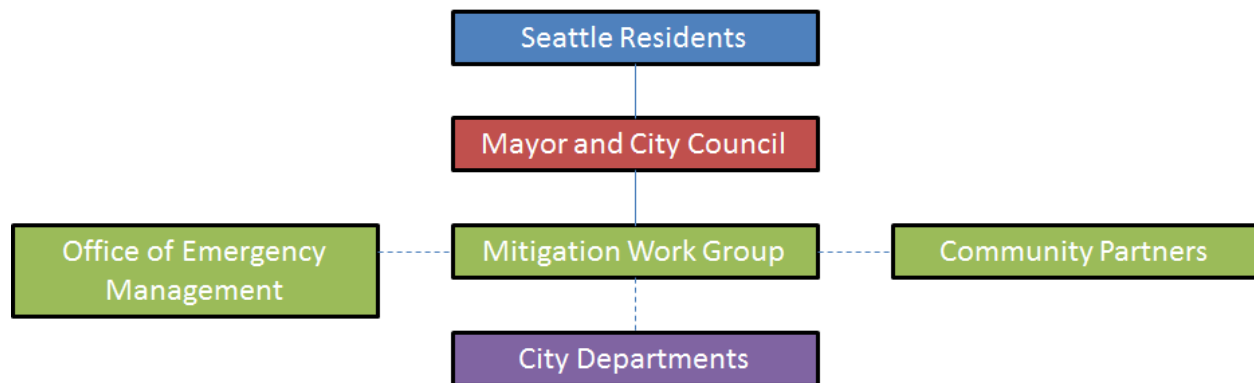 Seattle Residents
Mayor and City Council
Office of Emergency
Management
Mitigation Work Group
Community Partners
City Departments